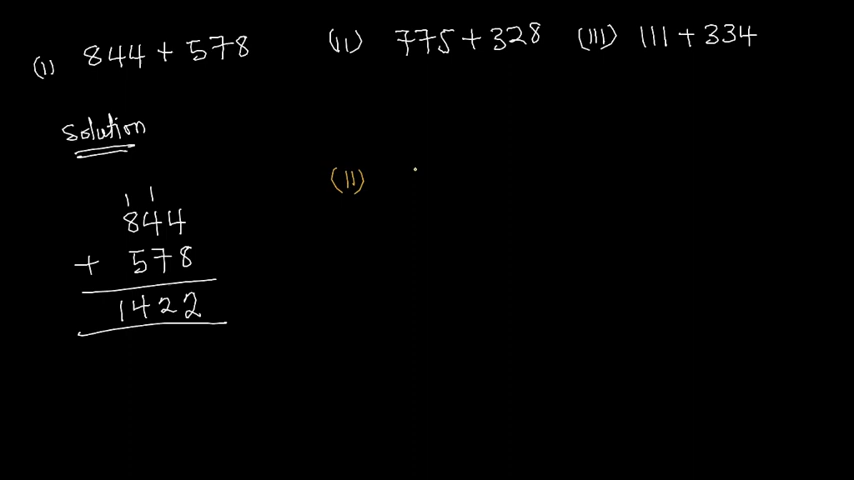 (I) 844 + 578 (II) 775 + 328 (III) 111 + 334
Solution
(II)
1 1
844
+ 578
1422